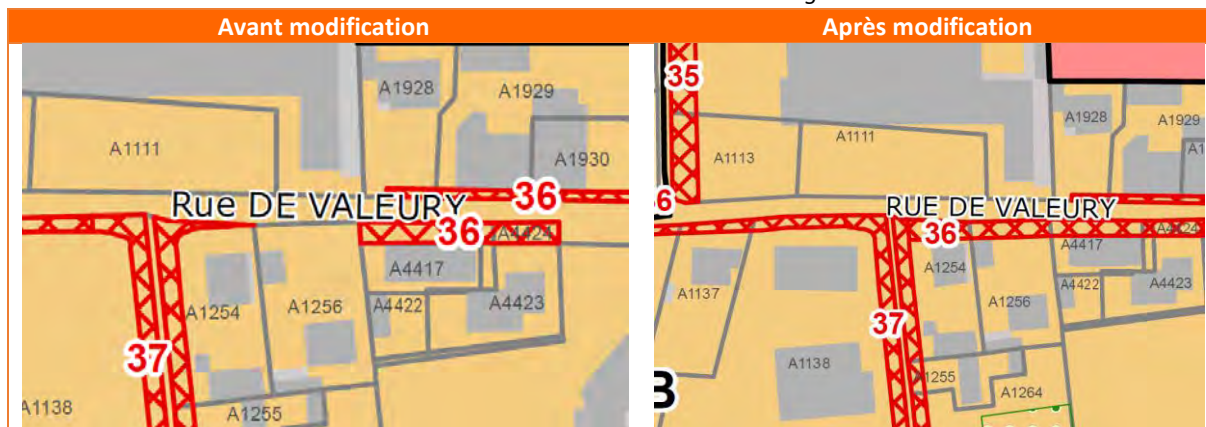 Avant modification
Après modification
A1928
A1929
A1111
A1930
Rue DE VALEURY
36
36
A4424
A4417
A1254
A1256
A4422
A4423
37
A1138
A1255
35
A1928
A1929
A1111
A1113
RUE DE VALEURY
36
A4424
A4417
A1254
A1137
A1256
A4422
A4423
37
A1138
A1255
A1264
B